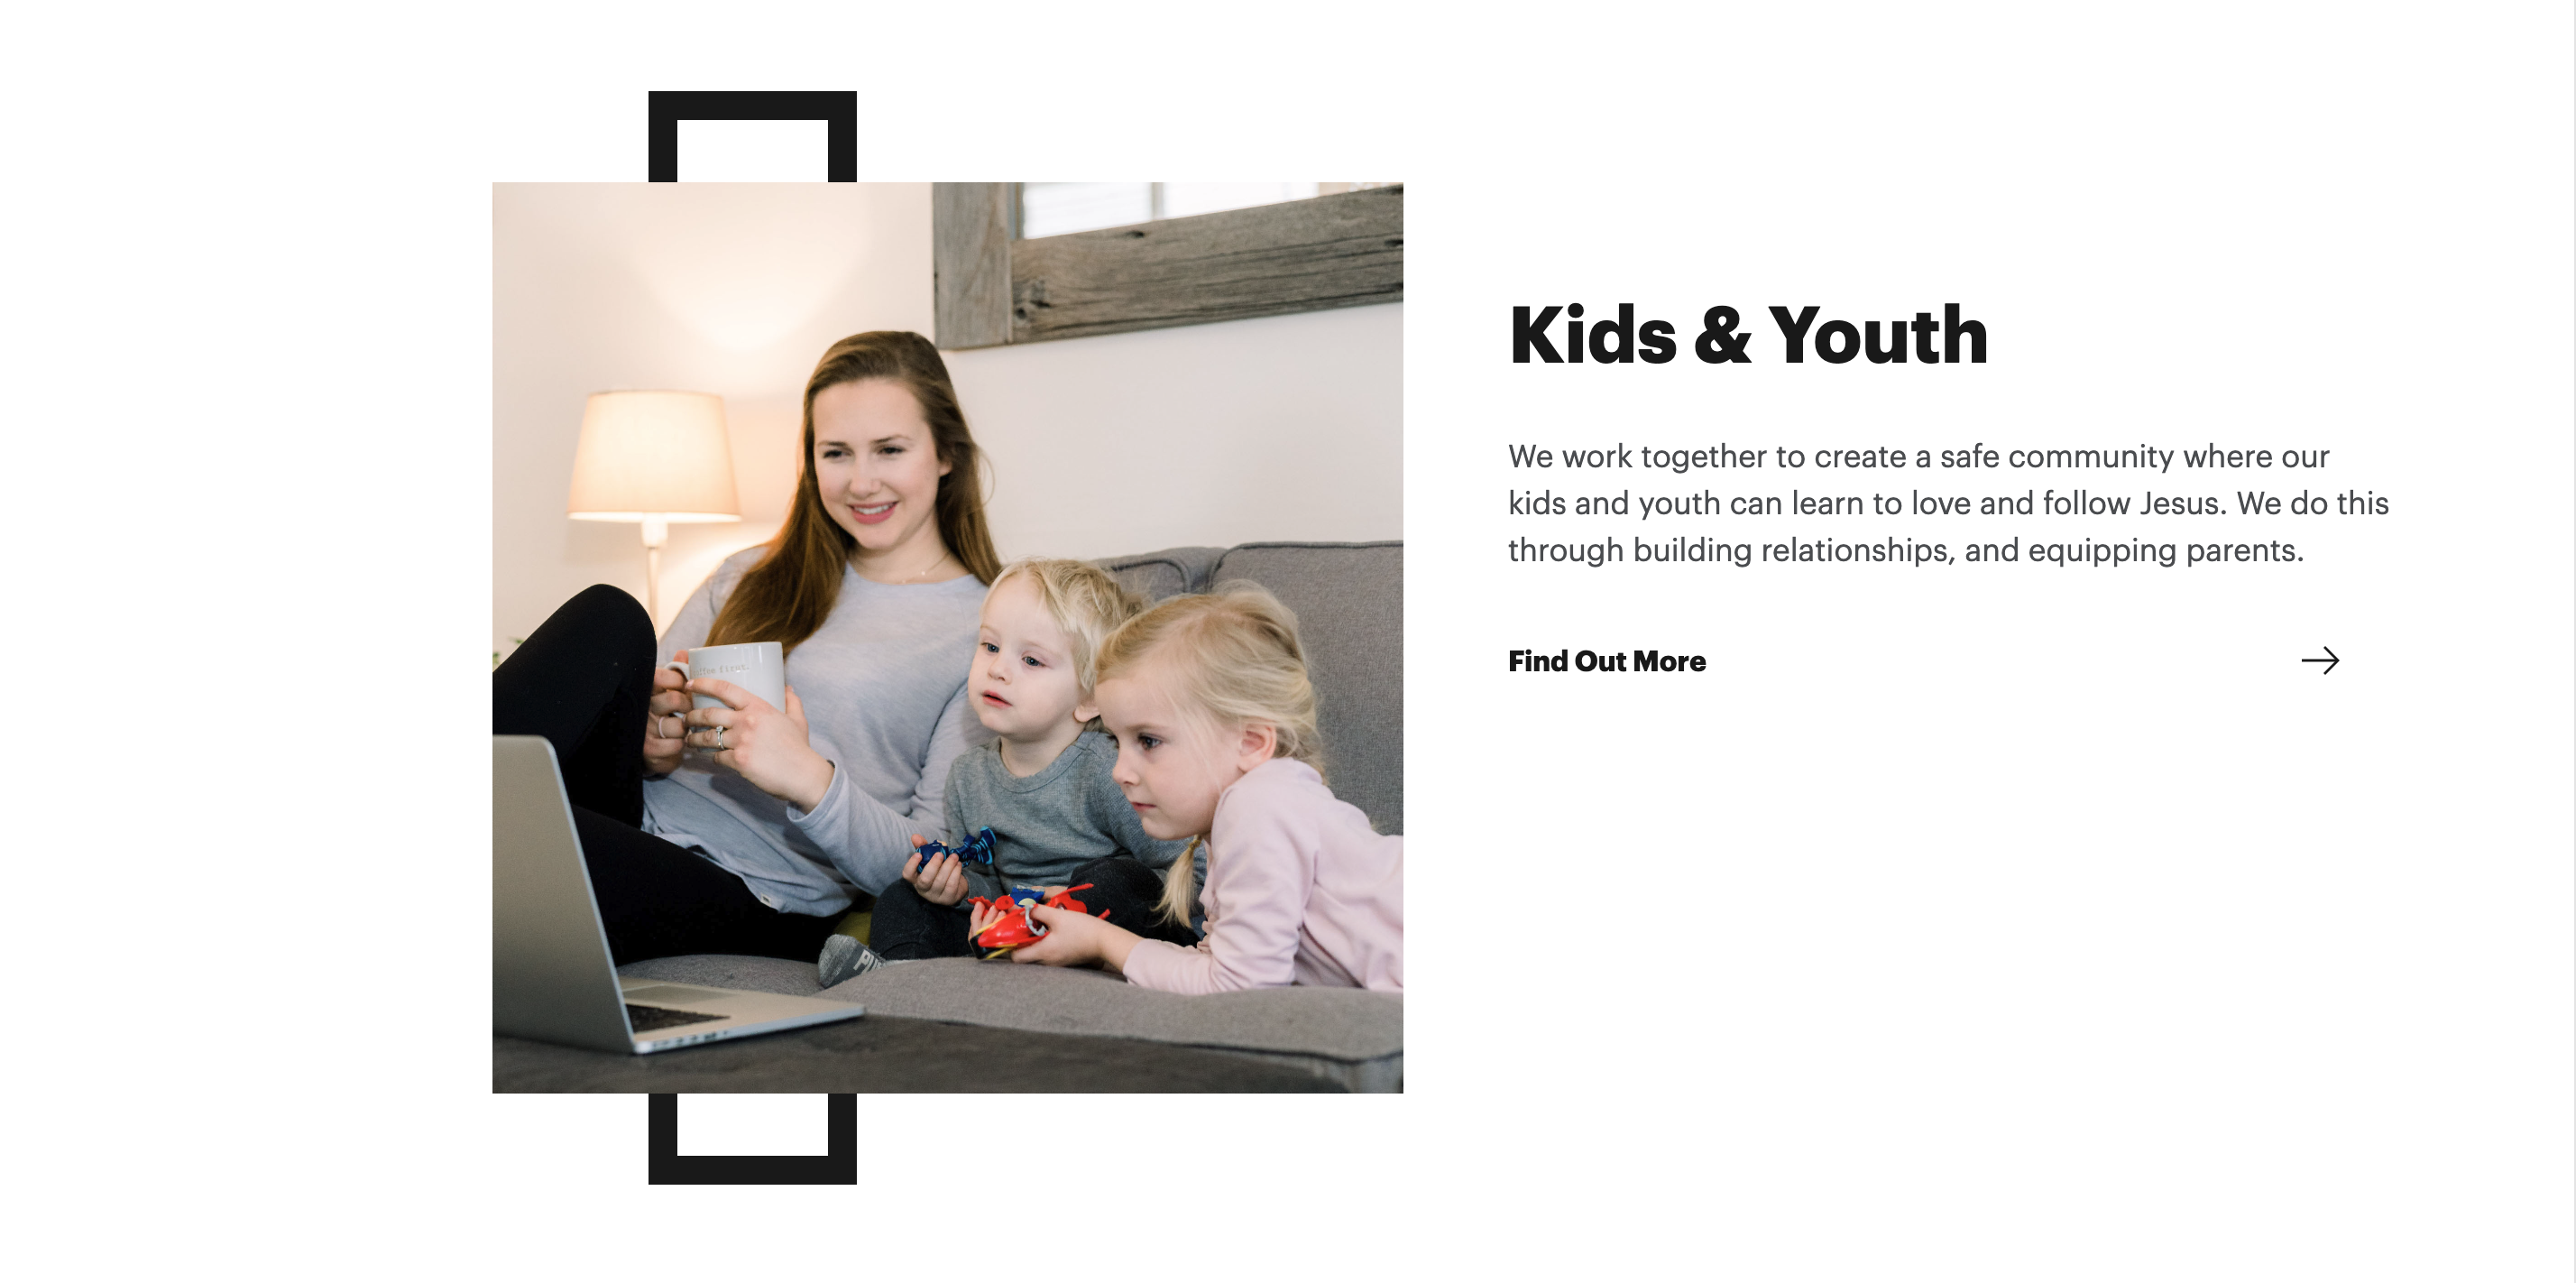 Kids & Youth
We work together to create a safe community where our
kids and youth can learn to love and follow Jesus. We do this
through building relationships, and equipping parents.
Find Out More